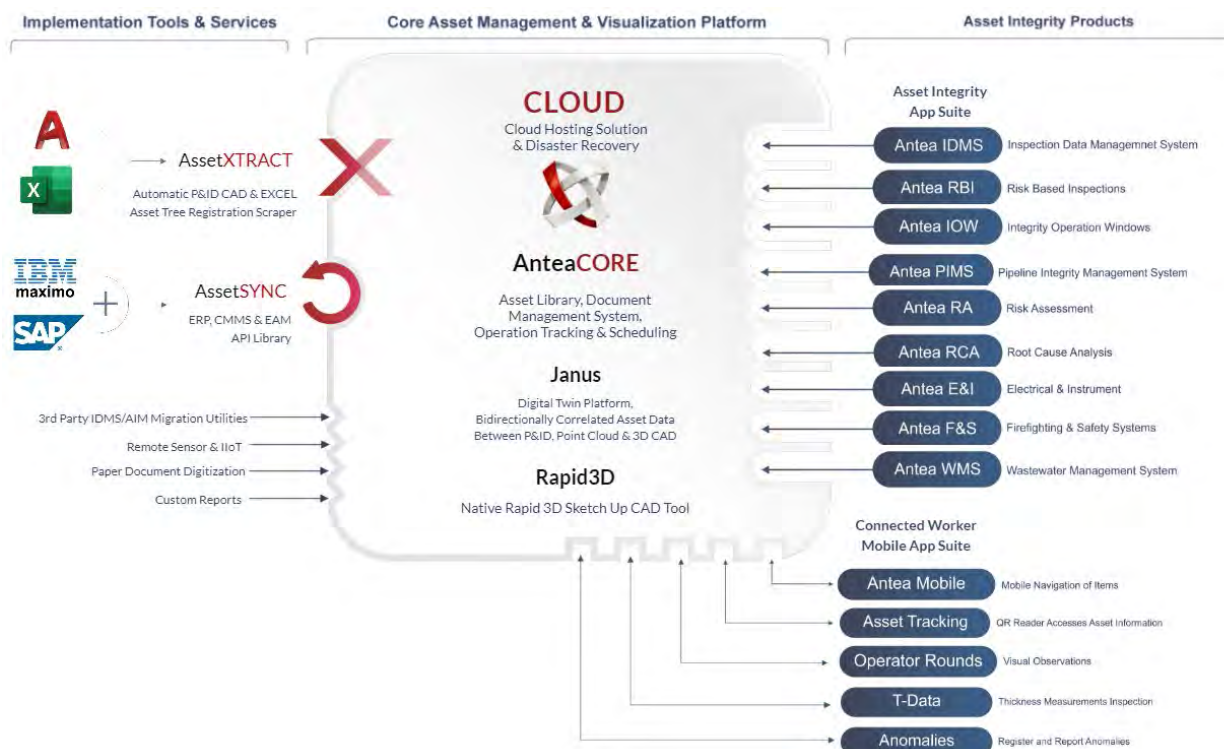 Implementation Tools & Services
Core Asset Management & Visualization Platform
Asset Integrity Products
A
X
AssetXTRACT
Automatic P&ID CAD & EXCEL
Asset Tree Registration Scraper
IBM
maximo
SAP
AssetSYNC
ERP, CMMS & EAM
API Library
3rd Party IDMS/AIM Migration Utilities
Remote Sensor & IIoT
Paper Document Digitization
Custom Reports
CLOUD
Cloud Hosting Solution
& Disaster Recovery
AnteaCORE
Asset Library, Document
Management System,
Operation Tracking & Scheduling
Janus
Digital Twin Platform,
Bidirectionally Correlated Asset Data
Between P&ID, Point Cloud & 3D CAD
Rapid3D
Native Rapid 3D Sketch Up CAD Tool
Asset Integrity
App Suite
Antea IDMS Inspection Data Managemnet System
Antea RBI Risk Based Inspections
Antea IOW Integrity Operation Windows
Antea PIMS Pipeline Integrity Management System
Antea RA Risk Assessment
Antea RCA Root Cause Analysis
Antea E&I Electrical & Instrument
Antea F&S Firefighting & Safety Systems
Antea WMS Wastewater Management System
Connected Worker
Mobile App Suite
Antea Mobile Mobile Navigation of Items
Asset Tracking QR Reader Accesses Asset Information
Operator Rounds Visual Observations
T-Data Thickness Measurements Inspection
Anomalies Register and Report Anomalies